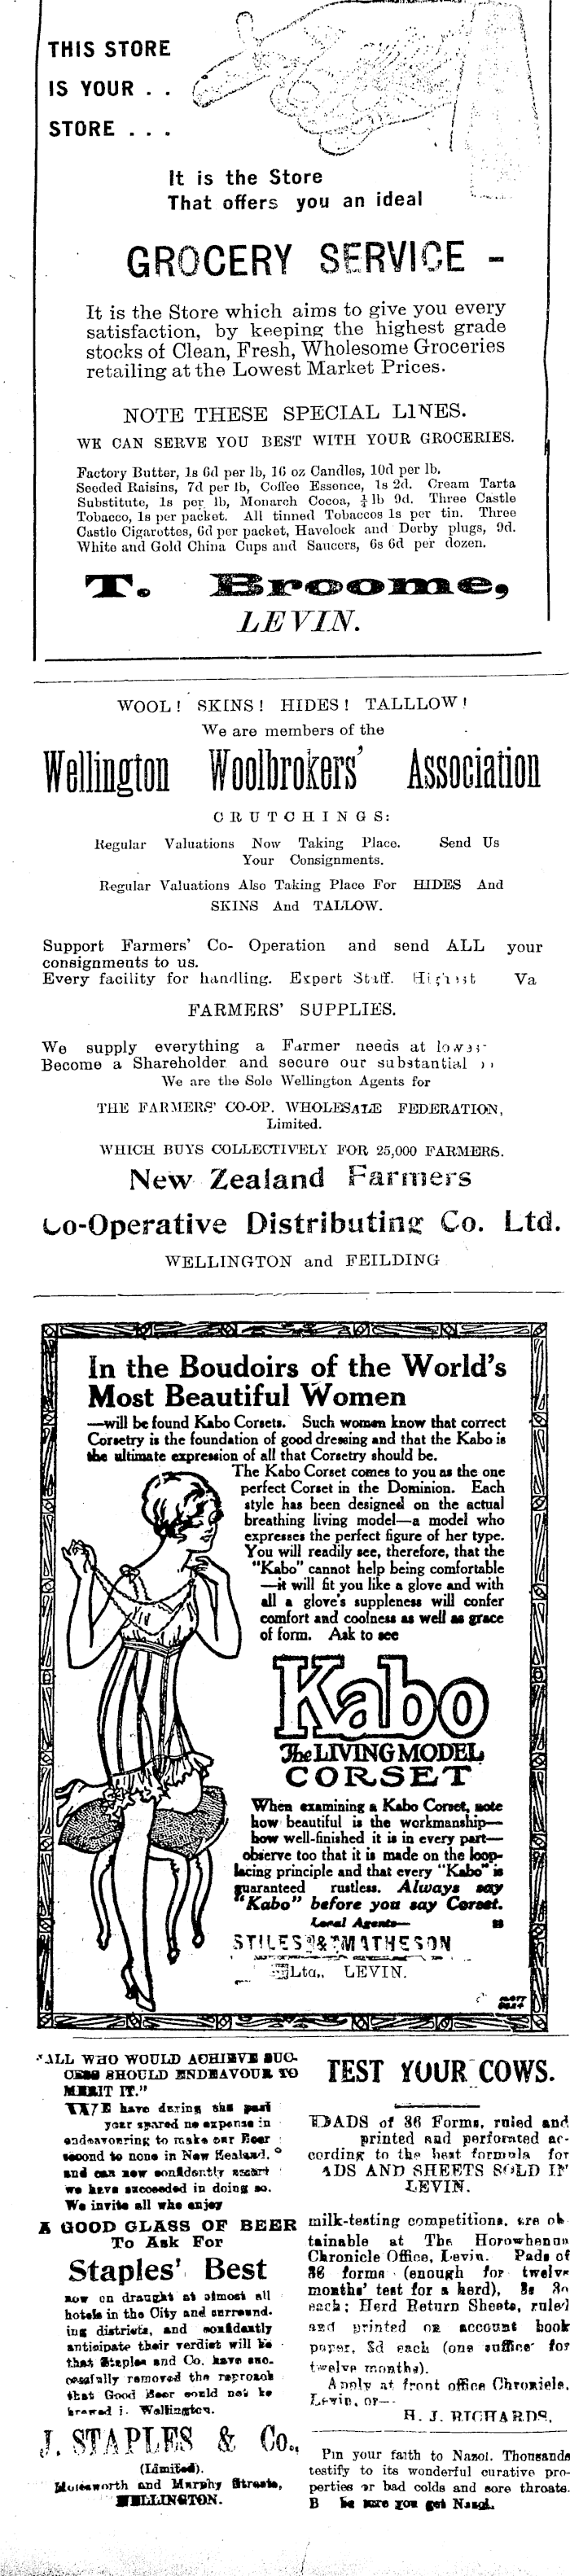 THIS STORE
IS YOUR . .
STORE . . .
It is the Store
That offers you an ideal
GROCERY SERVICE -
It is the Store which aims to give you every
satisfaction, by keeping the highest grade
stocks of Clean, Fresh, Wholesome Groceries
retailing at the Lowest Market Prices.
NOTE THESE SPECIAL LINES.
WE CAN SERVE YOU BEST WITH YOUR GROCERIES.
Factory Butter, 1s 6d per lb, 16 oz Candles, 10d per lb.
Seeded Raisins, 7d per lb, Coffee Essence, 1s 2d. Cream Tarta
Substitute, 1s per lb, Monarch Cocoa, ¼ lb 9d. Three Castle
Tobacco, 1s per packet. All tinned Tobaccos 1s per tin. Three
Castle Cigarettes, 6d per packet, Havelock and Derby plugs, 9d.
White and Gold China Cups and Saucers, 6s 6d per dozen.
T. Broome,
LEVIN.
WOOL! SKINS! HIDES! TALLLOW!
We are members of the
Wellington Woolbrokers' Association
CRUTCHINGS:
Regular Valuations Now Taking Place. Send Us
Your Consignments.
Regular Valuations Also Taking Place For HIDES And
SKINS And TALLOW.
Support Farmers' Co- Operation and send ALL your
consignments to us.
Every facility for handling. Expert Staff. Highest Va
FARMERS' SUPPLIES.
We supply everything a Farmer needs at lowes
Become a Shareholder and secure our substantial
We are the Sole Wellington Agents for
THE FARMERS' CO-OP. WHOLESALE FEDERATION,
Limited.
WHICH BUYS COLLECTIVELY FOR 25,000 FARMERS.
New Zealand Farmers
Co-Operative Distributing Co. Ltd.
WELLINGTON and FEILDING
In the Boudoirs of the World's
Most Beautiful Women
—will be found Kabo Corsets. Such women know that correct
Corsetry is the foundation of good dressing and that the Kabo is
the ultimate expression of all that Corsetry should be.
The Kabo Corset comes to you as the one
perfect Corset in the Dominion. Each
style has been designed on the actual
breathing living model—a model who
expresses the perfect figure of her type.
You will readily see, therefore, that the
"Kabo" cannot help being comfortable
—it will fit you like a glove and with
all a glove's suppleness will confer
comfort and coolness as well as grace
of form. Ask to see
Kabo
The LIVING MODEL
CORSET
When examining a Kabo Corset, note
how beautiful is the workmanship—
how well-finished it is in every part—
observe too that it is made on the loop-
lacing principle and that every "Kabo" is
guaranteed rustless. Always say
"Kabo" before you say Corset.
Local Agents—
STILES & MATHESON
Ltd., LEVIN.
"ALL WHO WOULD ACHIEVE SUC-
CESS SHOULD ENDEAVOUR TO
MERIT IT."
WE have during the past
year spared no expense in
endeavouring to make our Beer
second to none in New Zealand,
and can now confidently assert
we have succeeded in doing so.
We invite all who enjoy
A GOOD GLASS OF BEER
To Ask For
Staples' Best
now on draught at almost all
hotels in the City and surround-
ing districts, and confidently
anticipate their verdict will be
that Staples and Co. have suc-
cessfully removed the reproach
that Good Beer could not be
brewed i. Wellington.
J. STAPLES & Co.,
(Limited).
Molesworth and Murphy Streets,
WELLINGTON.
TEST YOUR COWS.
PADS of 36 Forms, ruled and
printed and perforated ac-
cording to the best formula for
ADS AND SHEETS SOLD IN
LEVIN.
milk-testing competitions, are ob
tainable at The Horowhenua
Chronicle Office, Levin. Pads of
36 forms (enough for twelve
months' test for a herd),
each; Herd Return Sheets, ruled
and printed on account book
paper, 3d each (one suffices for
twelve months).
Apply at front office Chronicle,
Levin, or—
H. J. RICHARDS,
Pin your faith to Nazol. Thousands
testify to its wonderful curative pro-
perties or bad colds and sore throats.
B be sure you get Nazol.